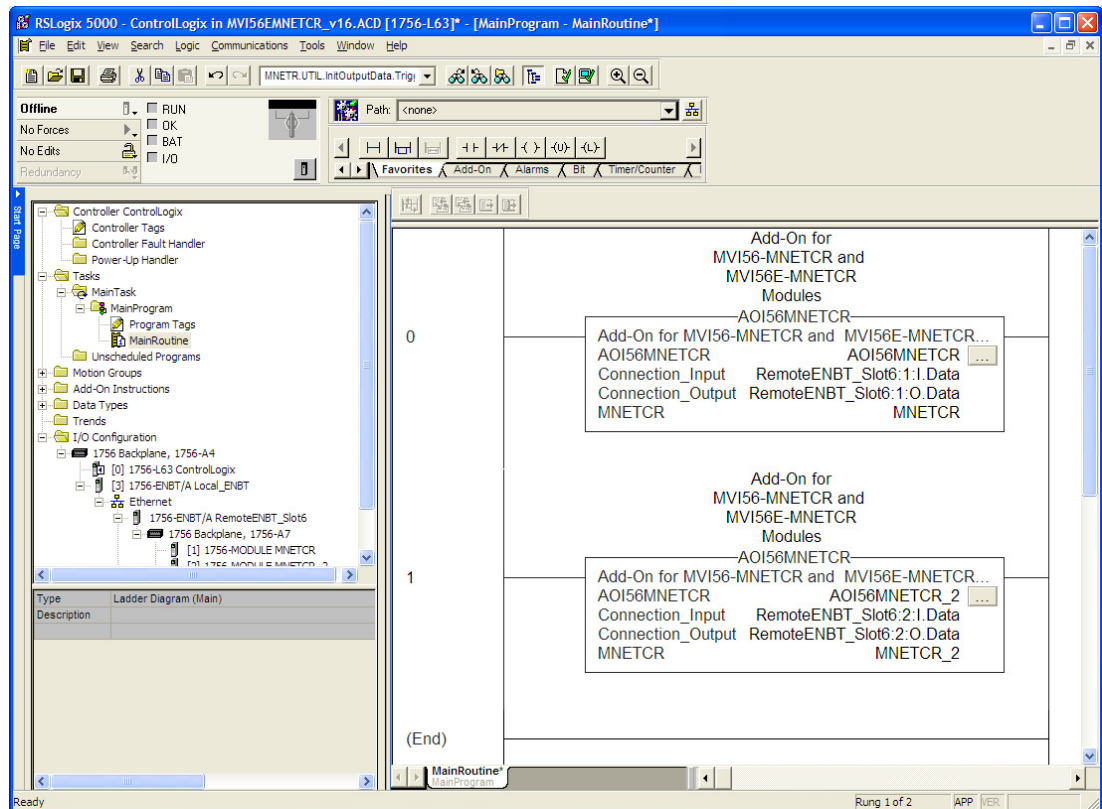 RSLogix 5000 - ControlLogix in MVI56EMNETCR_v16.ACD [1756-L63]* - [MainProgram - MainRoutine*]
File Edit View Search Logic Communications Tools Window Help
MNETR.UTIL.InitOutputData.Trig
Offline
RUN
No Forces
OK
No Edits
BAT
Redundancy
I/O
Path: <none>
Favorites Add-On Alarms Bit Timer/Counter
Start Page
Controller ControlLogix
Controller Tags
Controller Fault Handler
Power-Up Handler
Tasks
MainTask
MainProgram
Program Tags
MainRoutine
Unscheduled Programs
Motion Groups
Add-On Instructions
Data Types
Trends
I/O Configuration
1756 Backplane, 1756-A4
[0] 1756-L63 ControlLogix
[3] 1756-ENBT/A Local_ENBT
Ethernet
1756-ENBT/A RemoteENBT_Slot6
1756 Backplane, 1756-A7
[1] 1756-MODULE MNETCR
[2] 1756-MODULE MNETCR_2
Type Ladder Diagram (Main)
Description
0
Add-On for
MVI56-MNETCR and
MVI56E-MNETCR
Modules
AOI56MNETCR
Add-On for MVI56-MNETCR and MVI56E-MNETCR...
AOI56MNETCR AOI56MNETCR ...
Connection_Input RemoteENBT_Slot6:1:I.Data
Connection_Output RemoteENBT_Slot6:1:O.Data
MNETCR MNETCR
1
Add-On for
MVI56-MNETCR and
MVI56E-MNETCR
Modules
AOI56MNETCR
Add-On for MVI56-MNETCR and MVI56E-MNETCR...
AOI56MNETCR AOI56MNETCR_2 ...
Connection_Input RemoteENBT_Slot6:2:I.Data
Connection_Output RemoteENBT_Slot6:2:O.Data
MNETCR MNETCR_2
(End)
MainRoutine*
MainProgram
Ready
Rung 1 of 2 APP VER